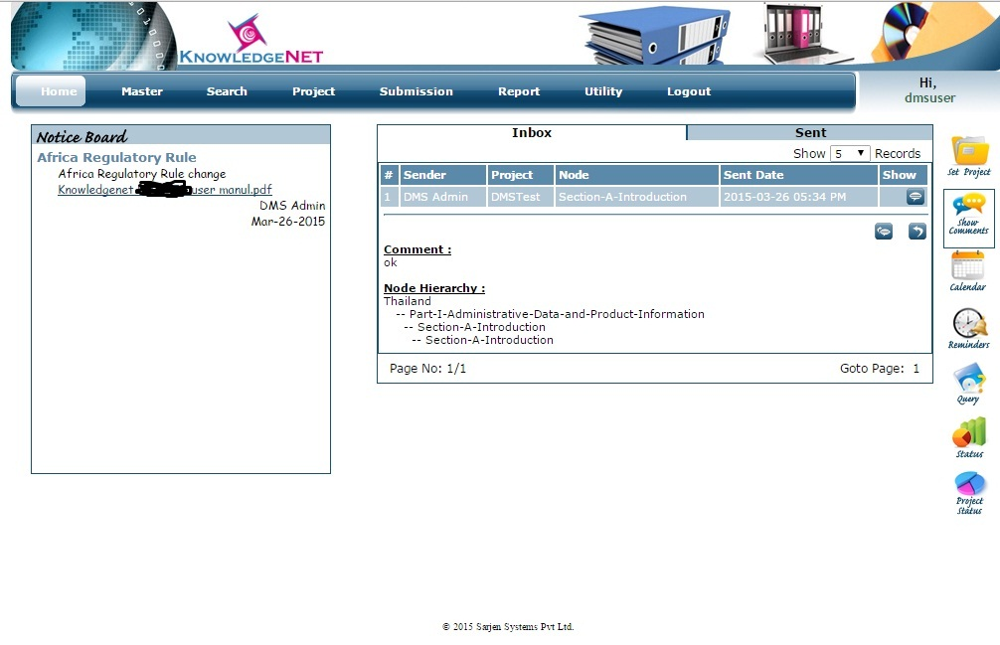 KNOWLEDGENET
Home Master Search Project Submission Report Utility Logout
Hi,
dmsuser
Notice Board
Africa Regulatory Rule
Africa Regulatory Rule change
Knowledgenet user manul.pdf
DMS Admin
Mar-26-2015
Inbox Sent
Show 5 Records
# Sender Project Node Sent Date Show
1 DMS Admin DMSTest Section-A-Introduction 2015-03-26 05:34 PM
Comment :
ok
Node Hierarchy :
Thailand
-- Part-I-Administrative-Data-and-Product-Information
-- Section-A-Introduction
-- Section-A-Introduction
Page No: 1/1 Goto Page: 1
Set Project
Show
Comments
Calendar
Reminders
Query
Status
Project
Status
© 2015 Sarjen Systems Pvt Ltd.